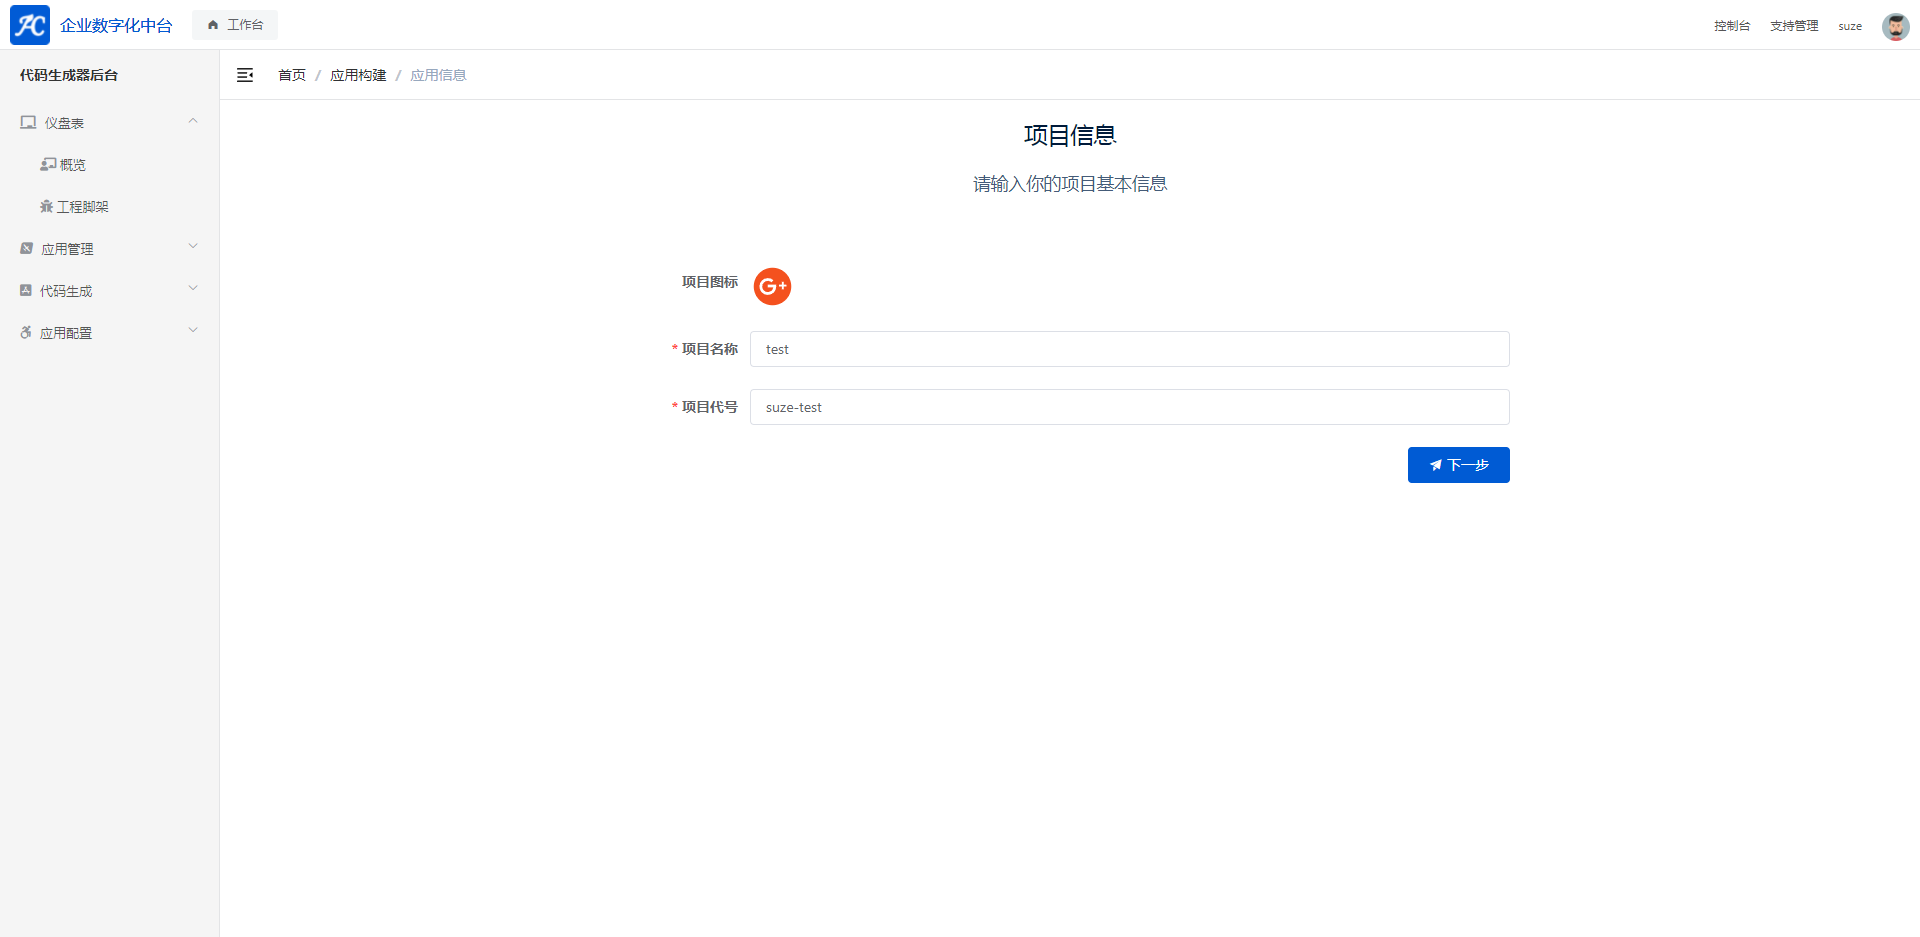 AC 企业数字化中台 工作台 控制台 支持管理 suze
代码生成器后台
首页 / 应用构建 / 应用信息
仪盘表
概览
工程脚架
应用管理
代码生成
应用配置
项目信息
请输入你的项目基本信息
项目图标 G+
* 项目名称 test
* 项目代号 suze-test
下一步